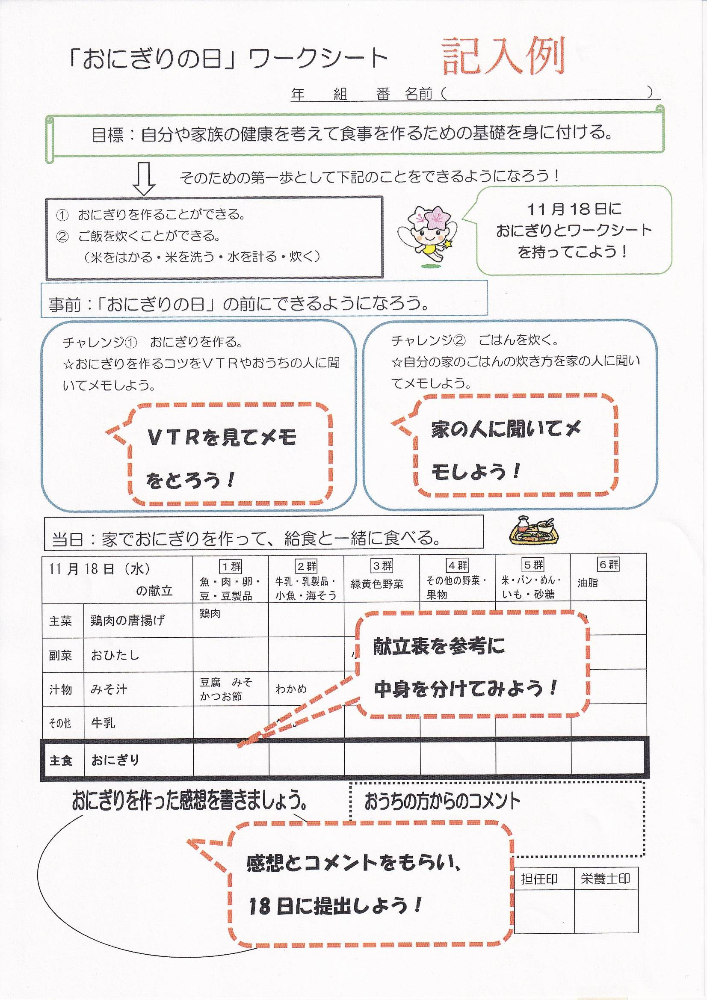 「おにぎりの日」ワークシート　記入例
年　組　番　名前（　　　）
目標：自分や家族の健康を考えて食事を作るための基礎を身に付ける。
そのための第一歩として下記のことをできるようになろう！
①　おにぎりを作ることができる。
②　ご飯を炊くことができる。
（米をはかる・米を洗う・水を計る・炊く）
11月18日に
おにぎりとワークシート
を持ってこよう！
事前：「おにぎりの日」の前にできるようになろう。
チャレンジ①　おにぎりを作る。
☆おにぎりを作るコツをＶＴＲやおうちの人に聞
いてメモしよう。
ＶＴＲを見てメモ
をとろう！
チャレンジ②　ごはんを炊く。
☆自分の家のごはんの炊き方を家の人に聞い
てメモしよう。
家の人に聞いてメ
モしよう！
当日：家でおにぎりを作って、給食と一緒に食べる。
11月18日（水）
の献立
1群
魚・肉・卵・
豆・豆製品
2群
牛乳・乳製品・
小魚・海そう
3群
緑黄色野菜
4群
その他の野菜・
果物
5群
米・パン・めん・
いも・砂糖
6群
油脂
主菜　鶏肉の唐揚げ　鶏肉
副菜　おひたし
汁物　みそ汁　豆腐　みそ
かつお節　わかめ
その他　牛乳
主食　おにぎり
献立表を参考に
中身を分けてみよう！
おにぎりを作った感想を書きましょう。
おうちの方からのコメント
感想とコメントをもらい、
18日に提出しよう！
担任印　栄養士印